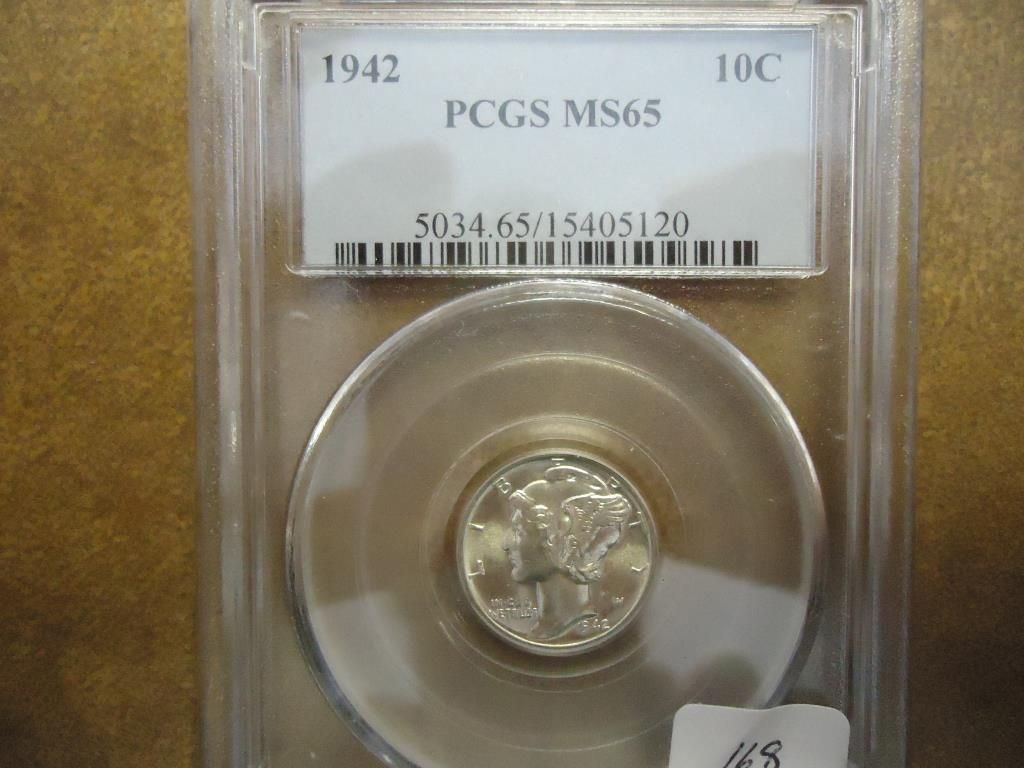 1942 10C
PCGS MS65
5034.65/15405120
LIBERTY
IN GOD
WE TRUST
1942
168